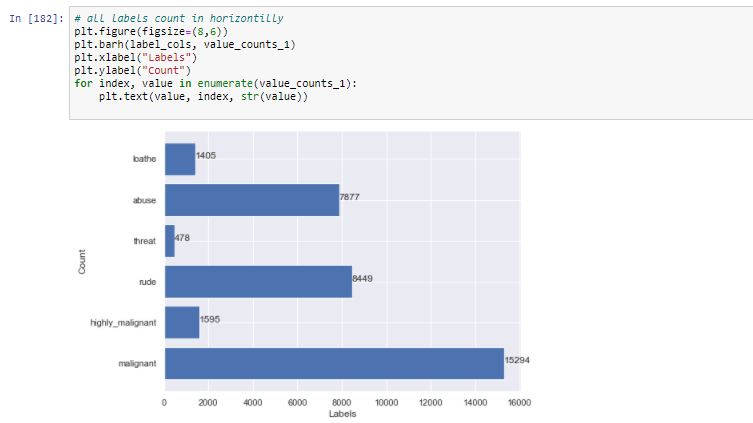 In [182]: # all labels count in horizontilly
plt.figure(figsize=(8,6))
plt.barh(label_cols, value_counts_1)
plt.xlabel("Labels")
plt.ylabel("Count")
for index, value in enumerate(value_counts_1):
    plt.text(value, index, str(value))
loathe 1405
abuse 7877
threat 478
Count
rude 8449
highly_malignant 1595
malignant 15294
0 2000 4000 6000 8000 10000 12000 14000 16000
Labels